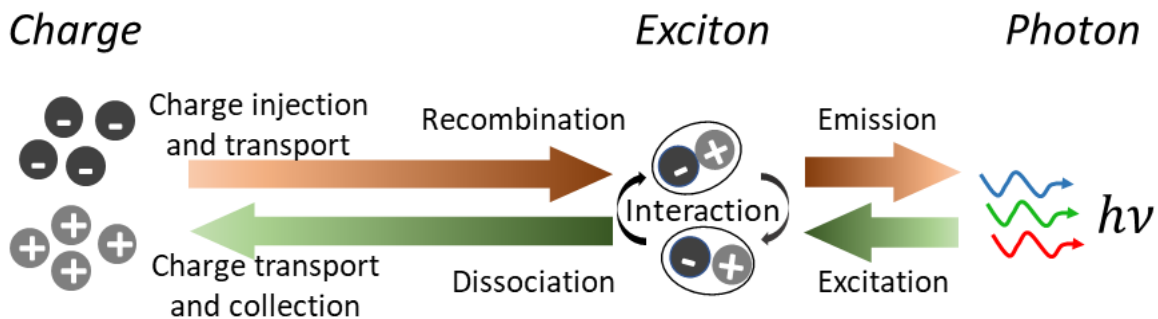 Charge
Exciton
Photon
Charge injection
and transport
Recombination
Emission
- - - -
- +
Interaction
hν
+ + + +
- +
Charge transport
and collection
Dissociation
Excitation